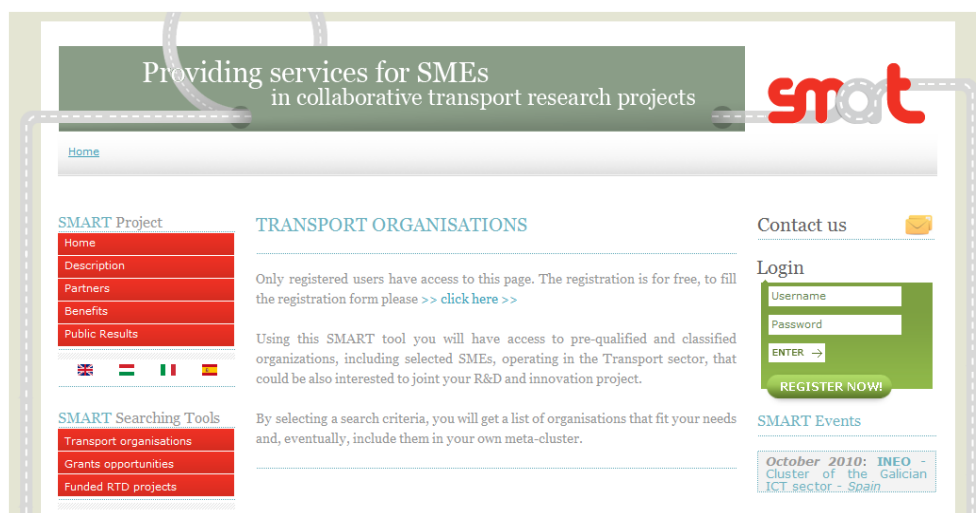 Providing services for SMEs
in collaborative transport research projects
smart
Home
SMART Project
Home
Description
Partners
Benefits
Public Results
SMART Searching Tools
Transport organisations
Grants opportunities
Funded RTD projects
TRANSPORT ORGANISATIONS
Only registered users have access to this page. The registration is for free, to fill
the registration form please >> click here >>
Using this SMART tool you will have access to pre-qualified and classified
organizations, including selected SMEs, operating in the Transport sector, that
could be also interested to joint your R&D and innovation project.
By selecting a search criteria, you will get a list of organisations that fit your needs
and, eventually, include them in your own meta-cluster.
Contact us
Login
Username
Password
ENTER →
REGISTER NOW!
SMART Events
October 2010: INEO -
Cluster of the Galician
ICT sector - Spain